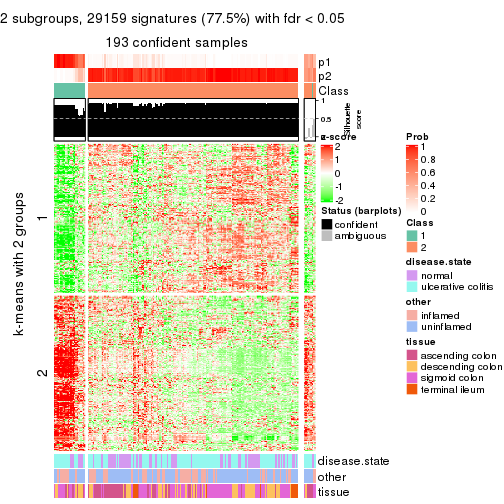 2 subgroups, 29159 signatures (77.5%) with fdr < 0.05
193 confident samples
p1
p2
Class
1
0.5
0
Silhouette
score
k-means with 2 groups
1
2
z-score
2
1
0
-1
-2
Status (barplots)
confident
ambiguous
Prob
1
0.8
0.6
0.4
0.2
0
Class
1
2
disease.state
normal
ulcerative colitis
other
inflamed
uninflamed
tissue
ascending colon
descending colon
sigmoid colon
terminal ileum
disease.state
other
tissue